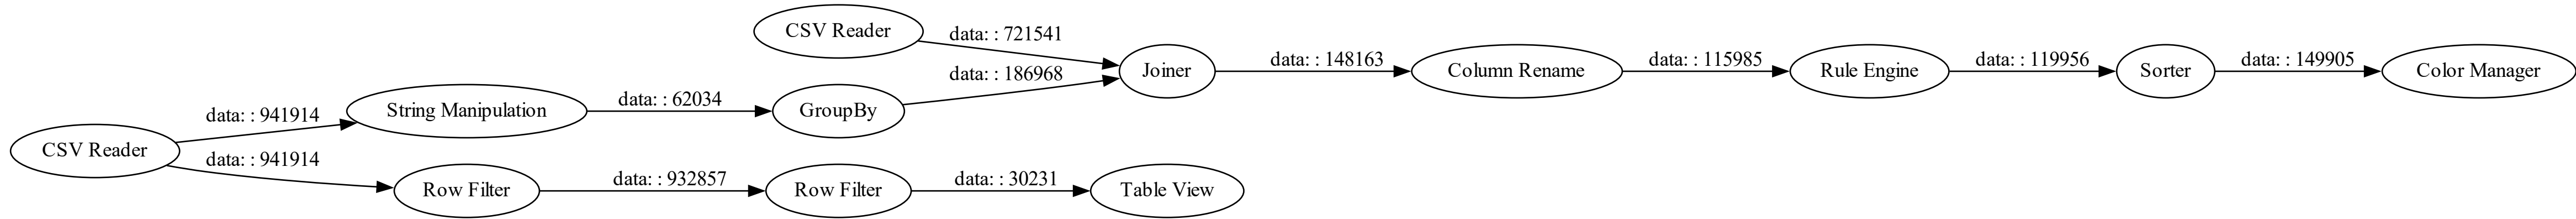 CSV Reader
data: : 721541
data: : 186968
Joiner
data: : 148163
Column Rename
data: : 115985
Rule Engine
data: : 119956
Sorter
data: : 149905
Color Manager
data: : 941914
String Manipulation
data: : 62034
GroupBy
CSV Reader
data: : 941914
Row Filter
data: : 932857
Row Filter
data: : 30231
Table View